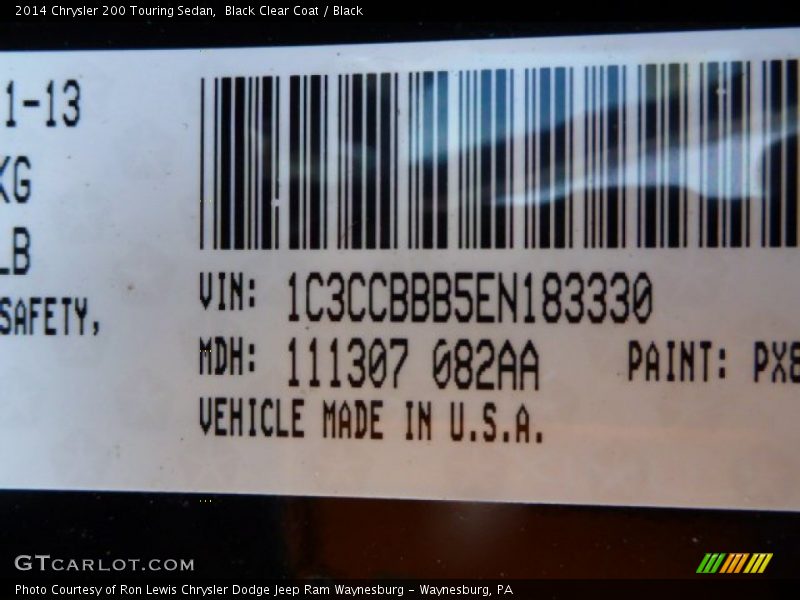 2014 Chrysler 200 Touring Sedan,  Black Clear Coat / Black
1-13
KG
LB
SAFETY,
VIN: 1C3CCBBB5EN183330
MDH: 111307 082AA PAINT: PX8
VEHICLE MADE IN U.S.A.
GTCARLOT.COM
Photo Courtesy of Ron Lewis Chrysler Dodge Jeep Ram Waynesburg – Waynesburg, PA